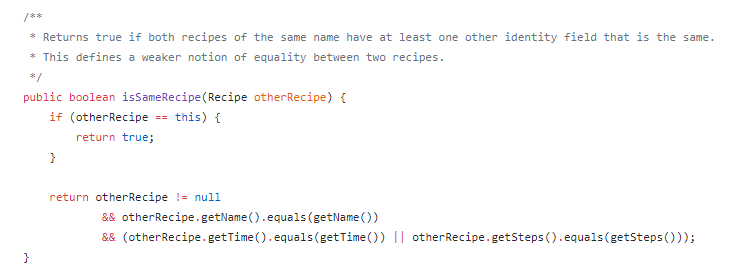 /**
 * Returns true if both recipes of the same name have at least one other identity field that is the same.
 * This defines a weaker notion of equality between two recipes.
 */
public boolean isSameRecipe(Recipe otherRecipe) {
    if (otherRecipe == this) {
        return true;
    }

    return otherRecipe != null
            && otherRecipe.getName().equals(getName())
            && (otherRecipe.getTime().equals(getTime()) || otherRecipe.getSteps().equals(getSteps()));
}